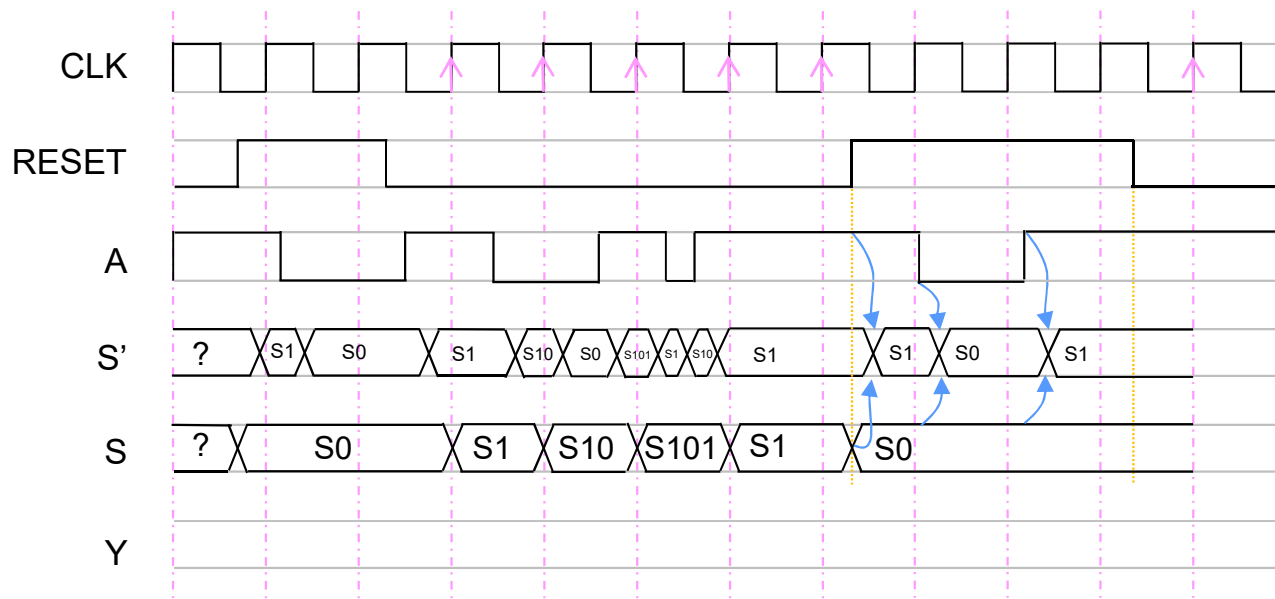 CLK
RESET
A
S’ ? S1 S0 S1 S10 S0 S101 S1 S10 S1 S1 S0 S1
S ? S0 S1 S10 S101 S1 S0
Y